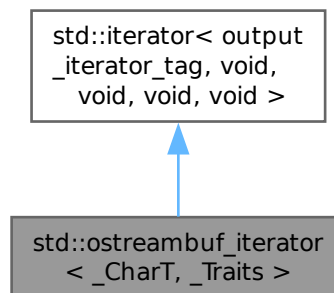 std::iterator< output
_iterator_tag, void,
void, void, void >
std::ostreambuf_iterator
< _CharT, _Traits >